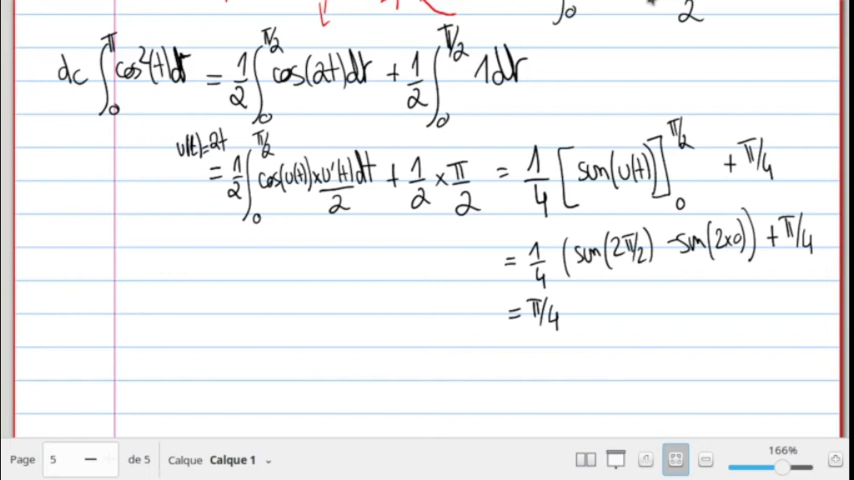 0 2
dc ∫₀^π cos²(t)dt = 1/2 ∫₀^{π/2} cos(2t)dt + 1/2 ∫₀^{π/2} 1dt
u(t)=2t
= 1/2 ∫₀^{π/2} cos(u(t))×u'(t)/2 dt + 1/2 × π/2 = 1/4 [sin(u(t))]₀^{π/2} + π/4
= 1/4 (sin(2π/2) - sin(2×0)) + π/4
= π/4
Page 5 de 5 Calque Calque 1 166%